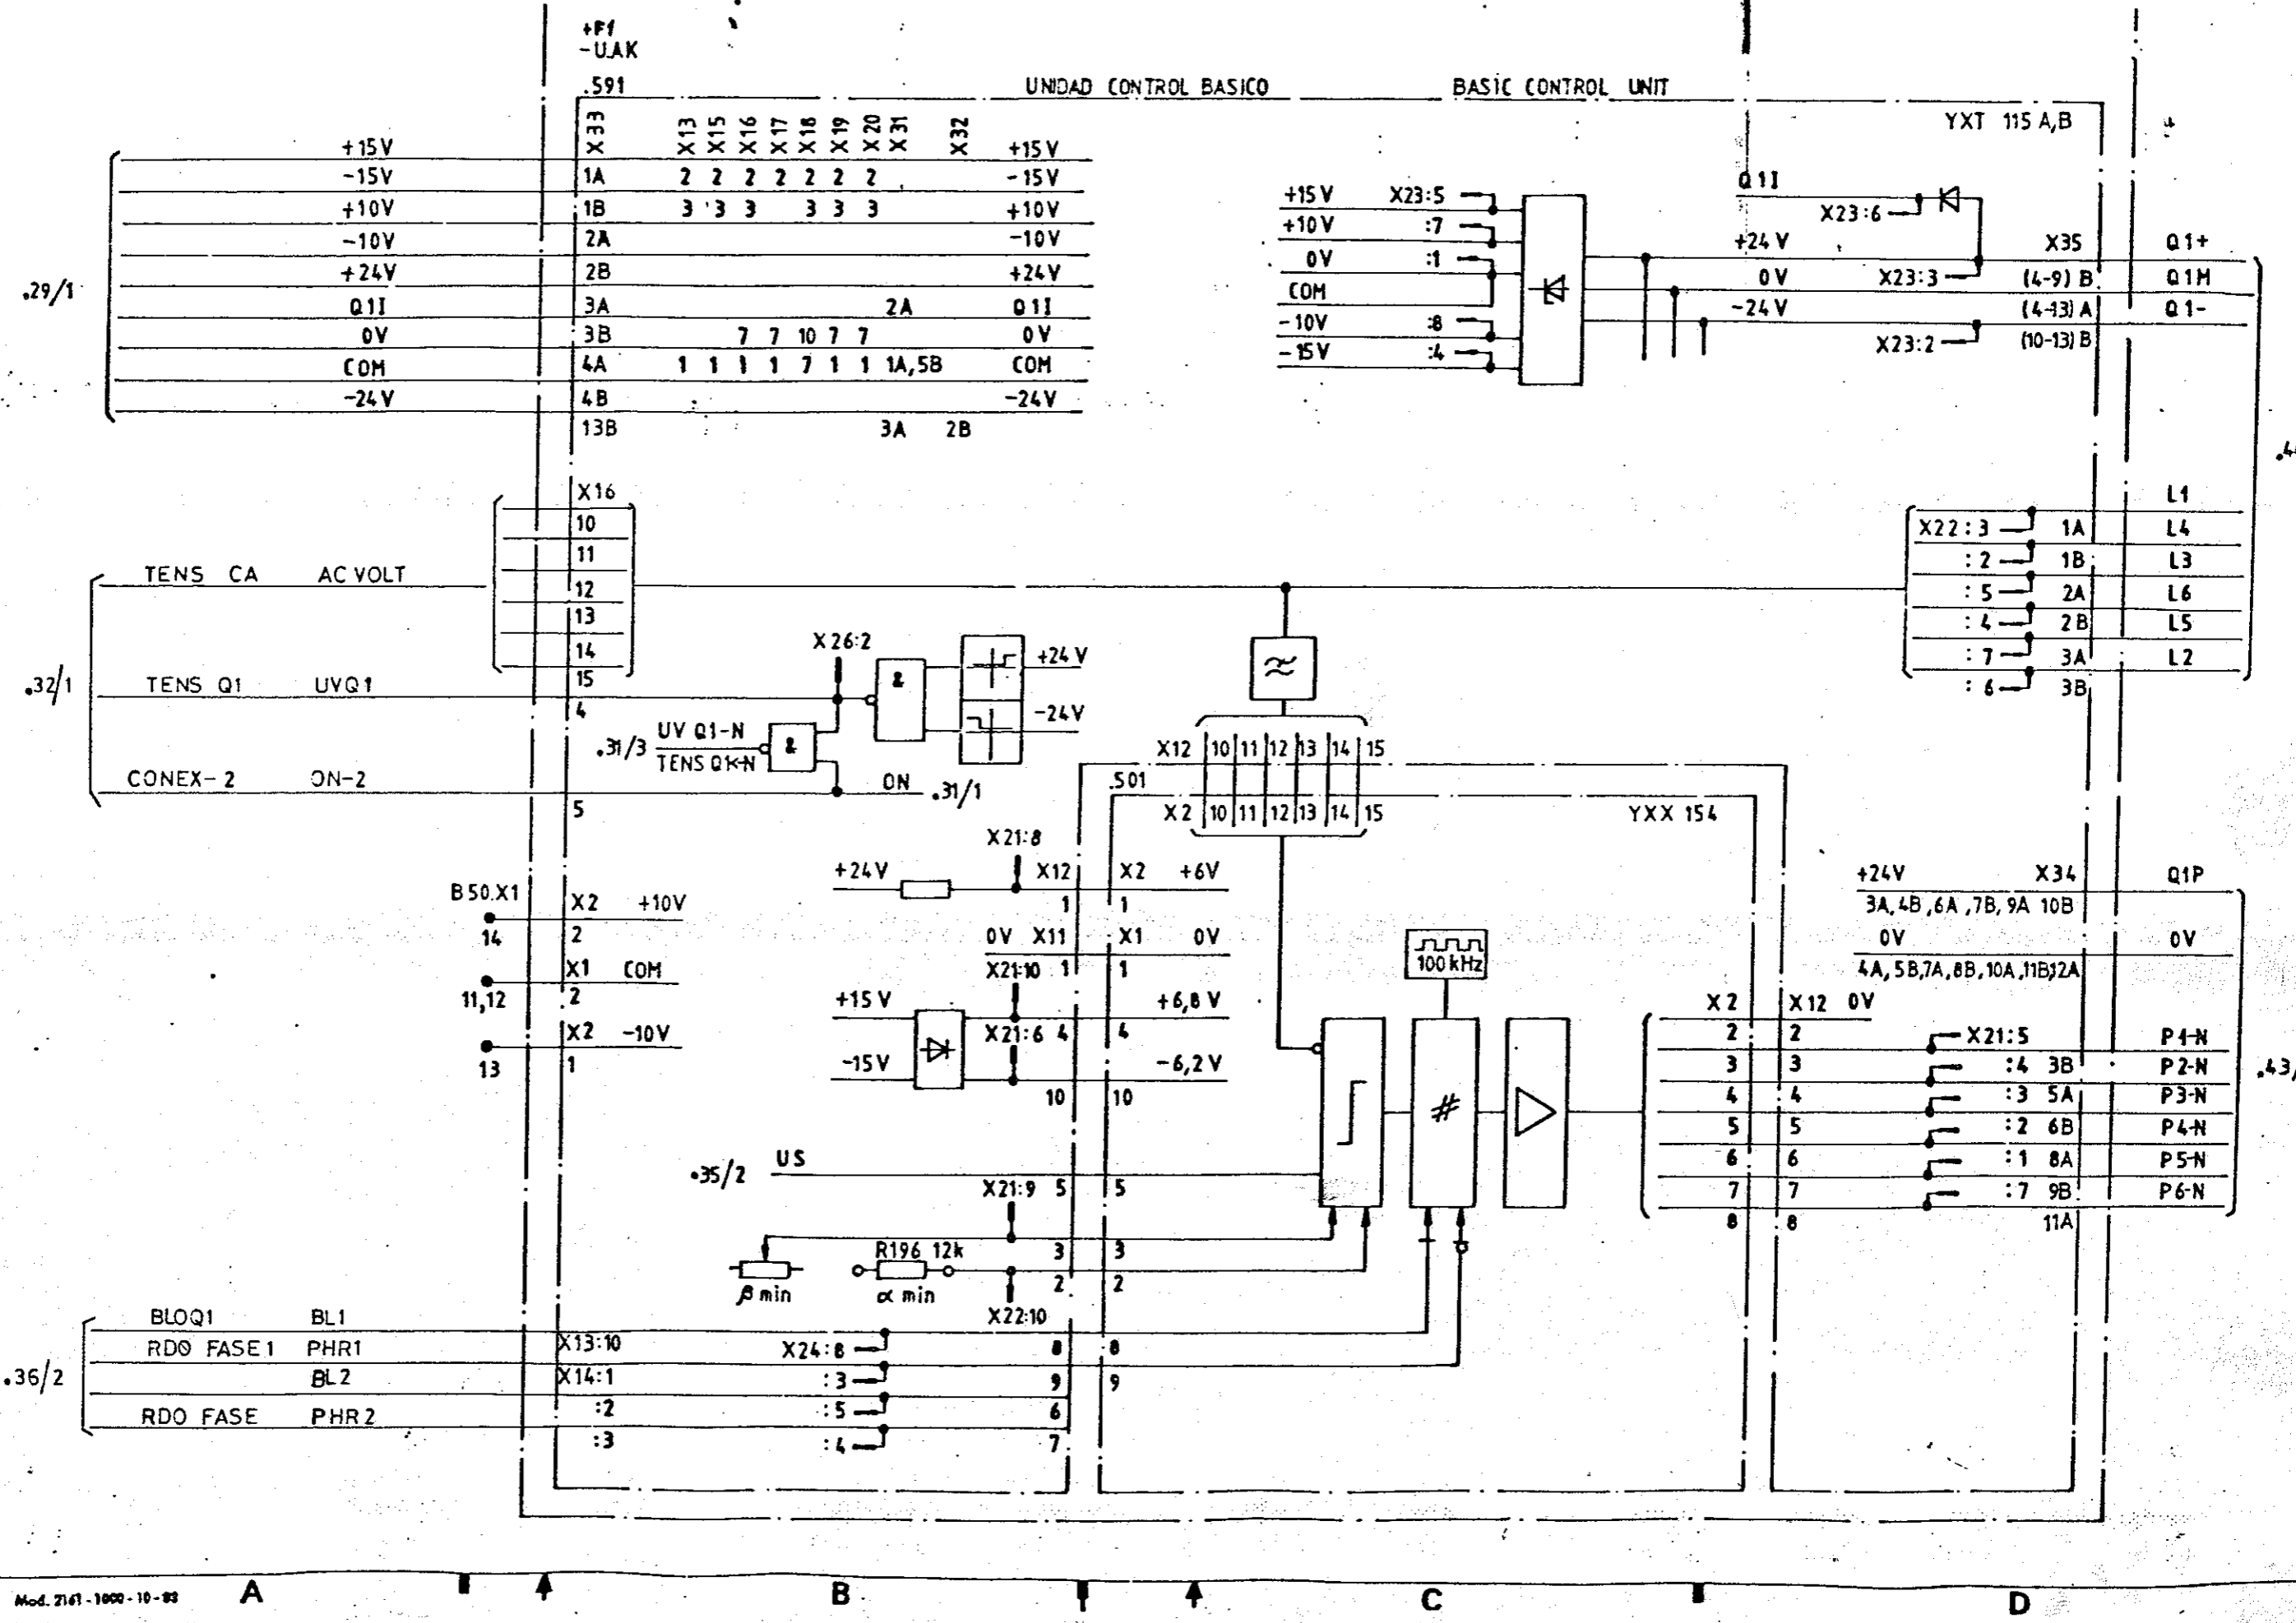 +F1
-U.AK
.591
UNIDAD CONTROL BASICO
BASIC CONTROL UNIT
YXT 115 A,B
X33 X13 X15 X16 X17 X18 X19 X20 X31 X32
+15V +15V
-15V 1A 2 2 2 2 2 2 2 -15V
+10V 1B 3 3 3 3 3 3 +10V
-10V 2A -10V
+24V 2B +24V
Q1I 3A 2A Q1I
0V 3B 7 7 10 7 7 0V
COM 4A 1 1 1 1 7 1 1 1A,5B COM
-24V 4B -24V
13B 3A 2B
.29/1
+15V X23:5
+10V :7
0V :1
COM
-10V :8
-15V :4
Q1I
X23:6
+24V X35 Q1+
0V X23:3 (4-9) B Q1M
-24V (4-13) A Q1-
X23:2 (10-13) B
X16
10
11
12
13
14
15
4
5
TENS CA AC VOLT
.32/1
TENS Q1 UVQ1
CONEX-2 ON-2
X26:2
&
+24V
-24V
.31/3
UV Q1-N
&
ON .31/1
L1
X22:3 1A L4
:2 1B L3
:5 2A L6
:4 2B L5
:7 3A L2
:6 3B
≈
X12 10 11 12 13 14 15
.501
X2 10 11 12 13 14 15
YXX 154
X21:8
+24V X12 X2 +6V
1 1
0V X11 X1 0V
X21:10 1 1
+15V +6,8V
X21:6 4 4
-15V -6,2V
10 10
B50.X1
14
X2 +10V
2
11,12
X1 COM
2
13
X2 -10V
1
100 kHz
#
.35/2
US
X21:9 5 5
3 3
R196 12k
2 2
β min
α min
X22:10
+24V X34 Q1P
3A,4B,6A,7B,9A 10B
0V 0V
4A,5B,7A,8B,10A,11B,12A
X2 X12 0V
2 2 X21:5 P1-N
3 3 :4 3B P2-N
4 4 :3 5A P3-N
5 5 :2 6B P4-N
6 6 :1 8A P5-N
7 7 :7 9B P6-N
8 8 11A
.36/2
BLOQ1 BL1
RDO FASE 1 PHR1 X13:10 X24:8 8 8
BL2 X14:1 :3 9 9
RDO FASE PHR2 :2 :5 6
:3 :4 7
Mod. 2161-1000-10-83
A B C D